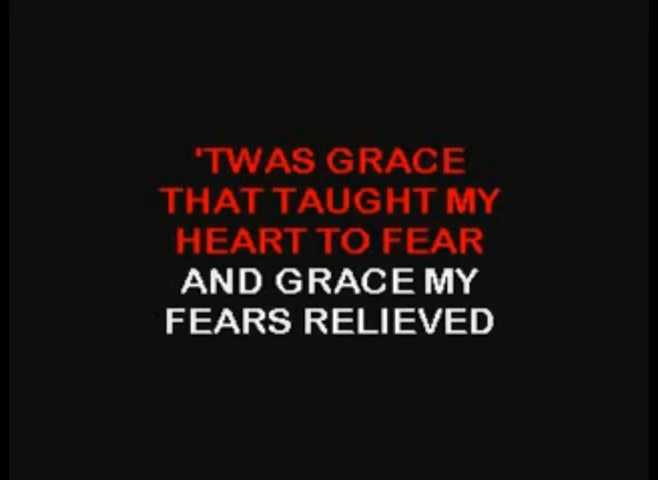 'TWAS GRACE
THAT TAUGHT MY
HEART TO FEAR
AND GRACE MY
FEARS RELIEVED